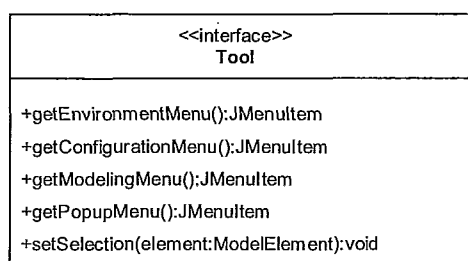 <<interface>>
Tool
+getEnvironmentMenu():JMenuItem
+getConfigurationMenu():JMenuItem
+getModelingMenu():JMenuItem
+getPopupMenu():JMenuItem
+setSelection(element:ModelElement):void